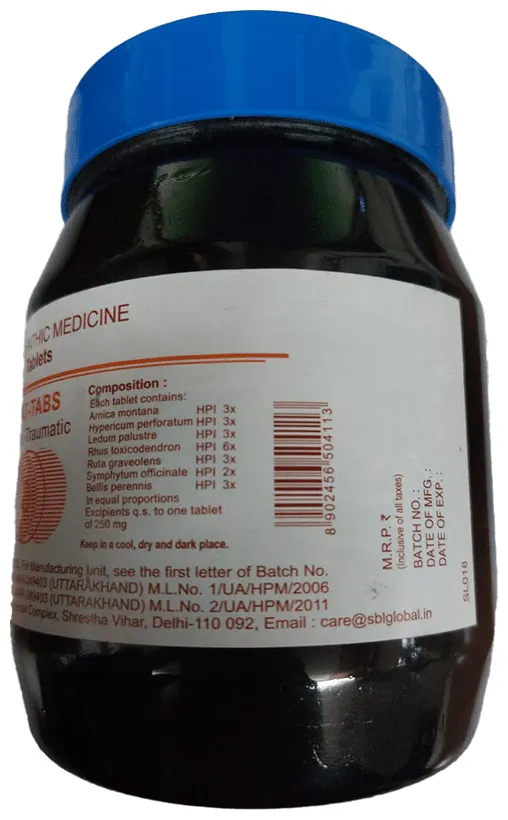 ATHIC MEDICINE
Tablets
-TABS
-Traumatic
Composition :
Each tablet contains:
Arnica montana HPI 3x
Hypericum perforatum HPI 3x
Ledum palustre HPI 3x
Rhus toxicodendron HPI 6x
Ruta graveolens HPI 3x
Symphytum officinale HPI 2x
Bellis perennis HPI 3x
In equal proportions
Excipients q.s. to one tablet
of 250 mg
Keep in a cool, dry and dark place.
For Manufacturing unit, see the first letter of Batch No.
249403 (UTTARAKHAND) M.L.No. 1/UA/HPM/2006
249403 (UTTARAKHAND) M.L.No. 2/UA/HPM/2011
Complex, Shrestha Vihar, Delhi-110 092, Email : care@sblglobal.in
8 902456 504113
M.R.P. ₹
(Inclusive of all taxes)
BATCH NO. :
DATE OF MFG. :
DATE OF EXP. :
SL018